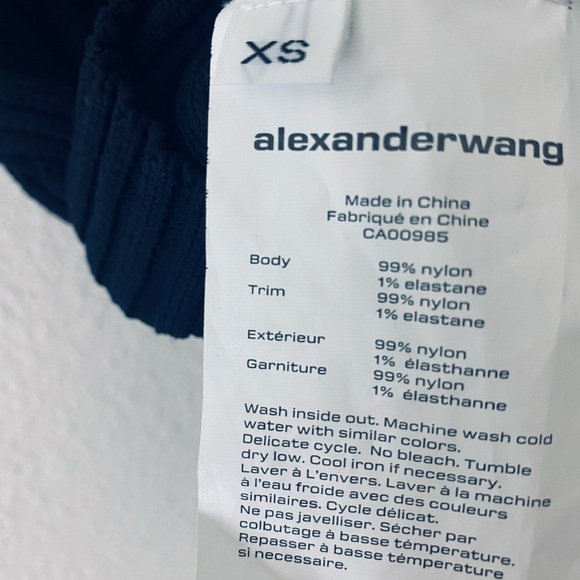 XS
alexanderwang
Made in China
Fabriqué en Chine
CA00985
Body 99% nylon
1% elastane
Trim 99% nylon
1% elastane
Extérieur 99% nylon
1% élasthanne
Garniture 99% nylon
1% élasthanne
Wash inside out. Machine wash cold
water with similar colors.
Delicate cycle. No bleach. Tumble
dry low. Cool iron if necessary.
Laver à L'envers. Laver à la machine
à l'eau froide avec des couleurs
similaires. Cycle délicat.
Ne pas javelliser. Sécher par
colbutage à basse témpérature.
Repasser à basse témpérature
si necessaire.